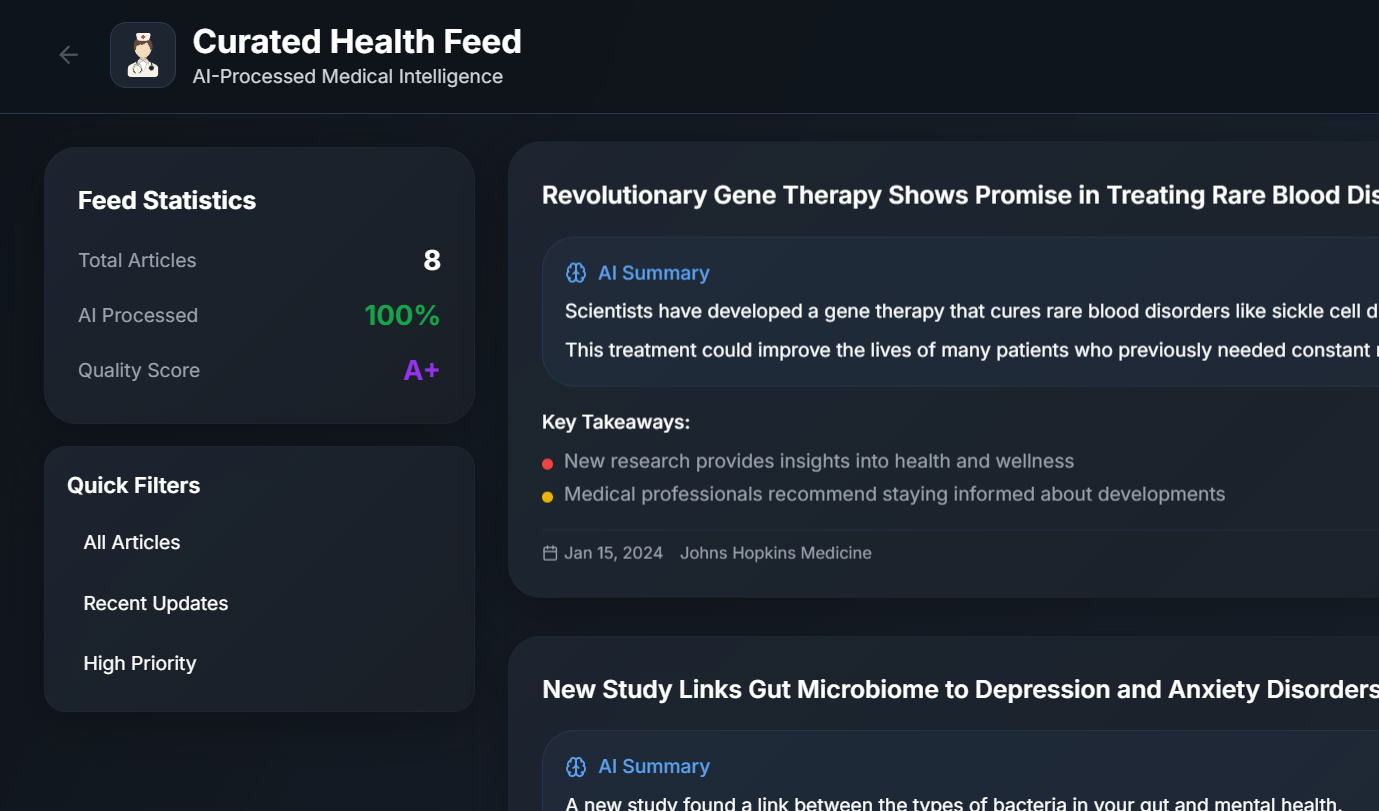 Curated Health Feed
AI-Processed Medical Intelligence
Feed Statistics
Total Articles 8
AI Processed 100%
Quality Score A+
Quick Filters
All Articles
Recent Updates
High Priority
Revolutionary Gene Therapy Shows Promise in Treating Rare Blood
AI Summary
Scientists have developed a gene therapy that cures rare blood disorders like sickle cell
This treatment could improve the lives of many patients who previously needed constant
Key Takeaways:
New research provides insights into health and wellness
Medical professionals recommend staying informed about developments
Jan 15, 2024 Johns Hopkins Medicine
New Study Links Gut Microbiome to Depression and Anxiety Disorders
AI Summary
A new study found a link between the types of bacteria in your gut and mental health.